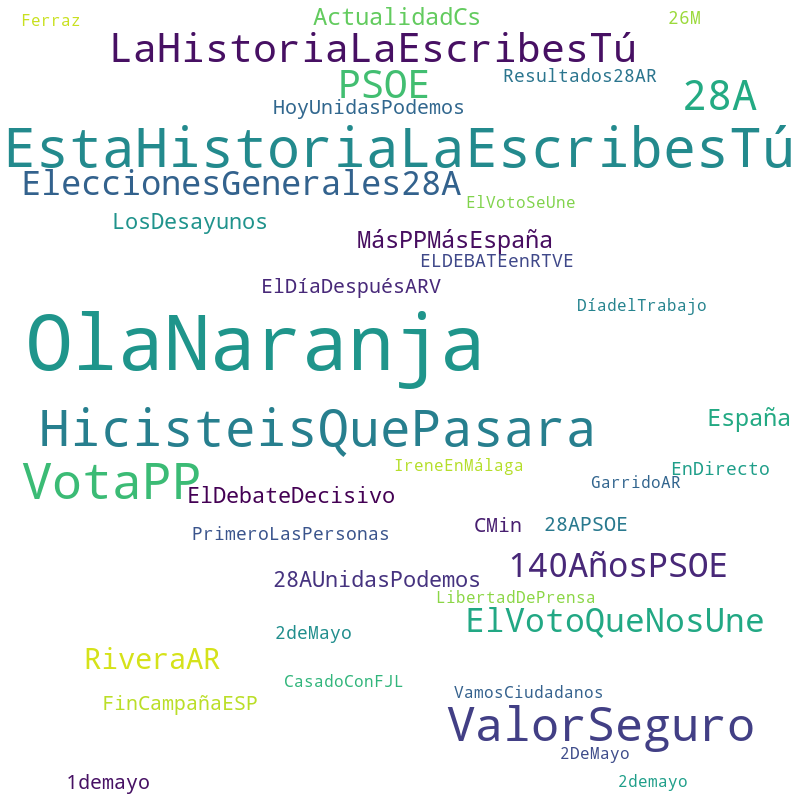 Ferraz
ActualidadCs
26M
LaHistoriaLaEscribesTú
PSOE
Resultados28AR
28A
HoyUnidasPodemos
EstaHistoriaLaEscribesTú
EleccionesGenerales28A
ElVotoSeUne
LosDesayunos
MásPPMásEspaña
ELDEBATEenRTVE
ElDíaDespuésARV
DíadelTrabajo
OlaNaranja
España
HicisteisQuePasara
IreneEnMálaga
EnDirecto
VotaPP
GarridoAR
ElDebateDecisivo
CMin
28APSOE
PrimeroLasPersonas
140AñosPSOE
28AUnidasPodemos
LibertadDePrensa
ElVotoQueNosUne
2deMayo
RiveraAR
CasadoConFJL
VamosCiudadanos
FinCampañaESP
ValorSeguro
2DeMayo
1demayo
2demayo